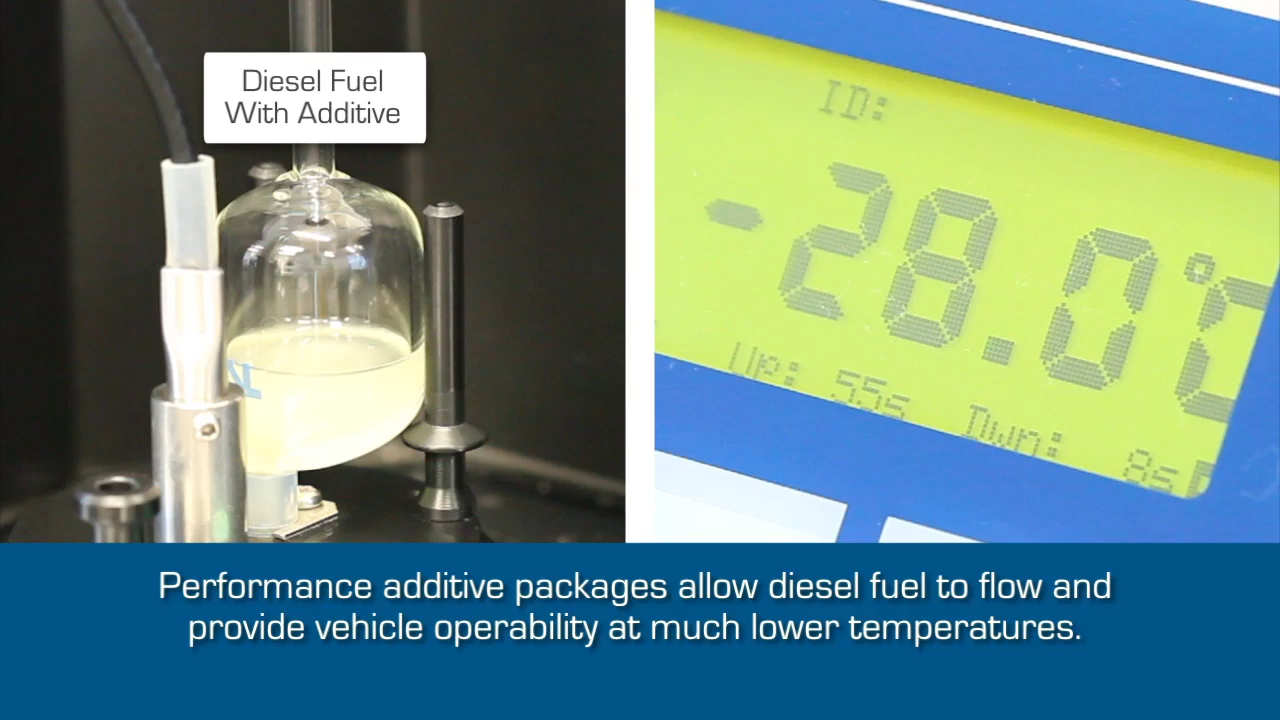 Diesel Fuel
With Additive
ID:
-28.0°C
Up: 55s Dwn: 8s
Performance additive packages allow diesel fuel to flow and
provide vehicle operability at much lower temperatures.